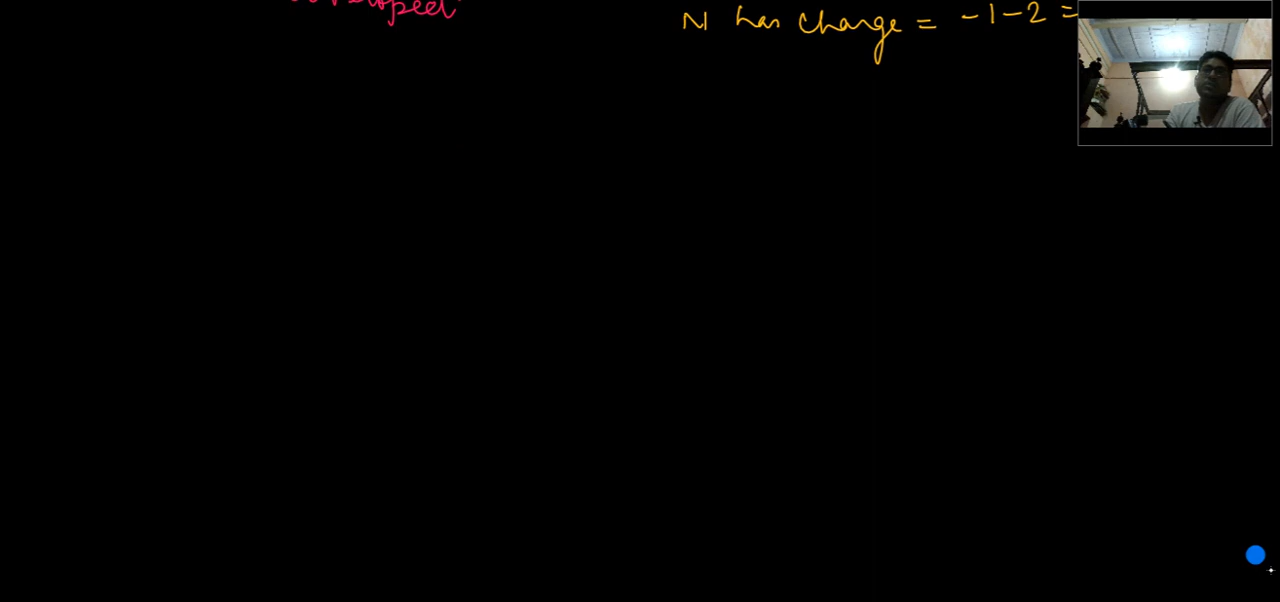 N has charge = -1-2 =